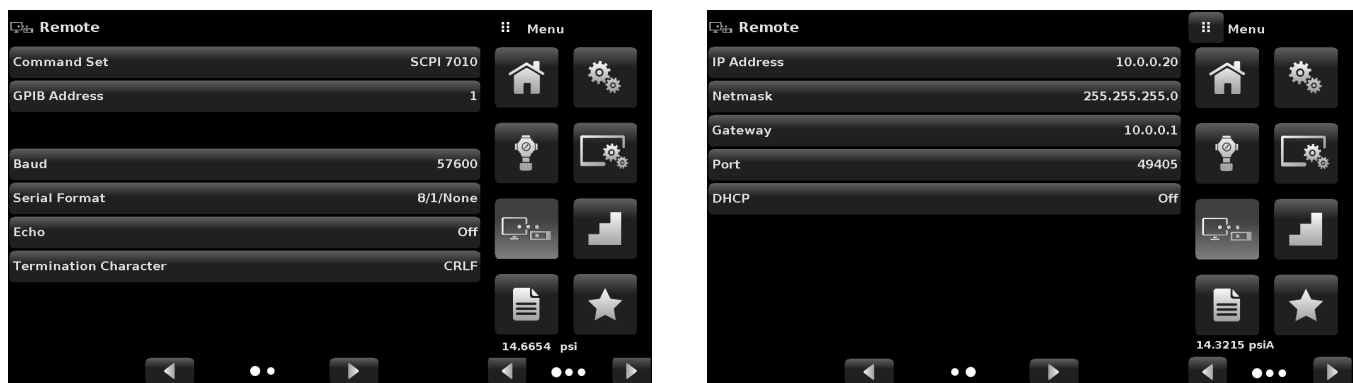 Remote
Menu
Command Set SCPI 7010
GPIB Address 1
Baud 57600
Serial Format 8/1/None
Echo Off
Termination Character CRLF
14.6654 psi
Remote
Menu
IP Address 10.0.0.20
Netmask 255.255.255.0
Gateway 10.0.0.1
Port 49405
DHCP Off
14.3215 psiA